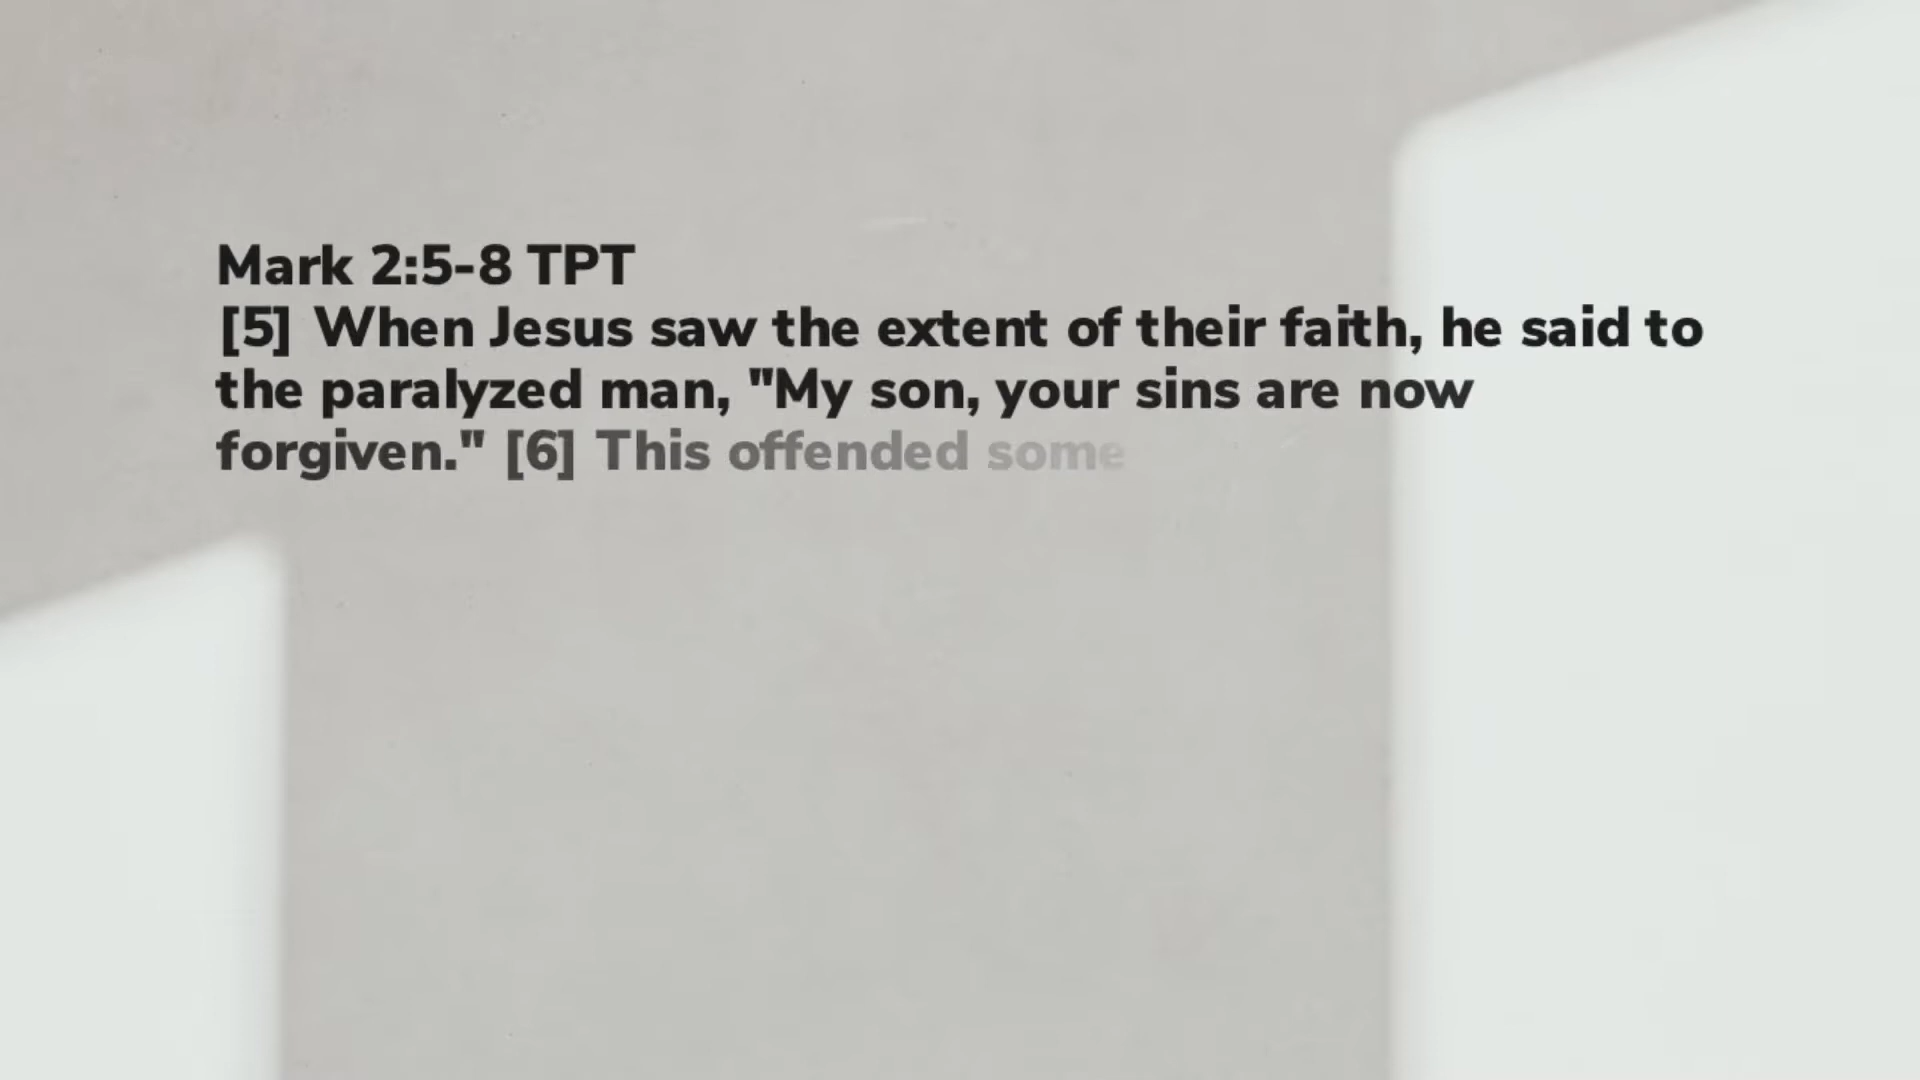 Mark 2:5-8 TPT
[5] When Jesus saw the extent of their faith, he said to
the paralyzed man, "My son, your sins are now
forgiven." [6] This offended some